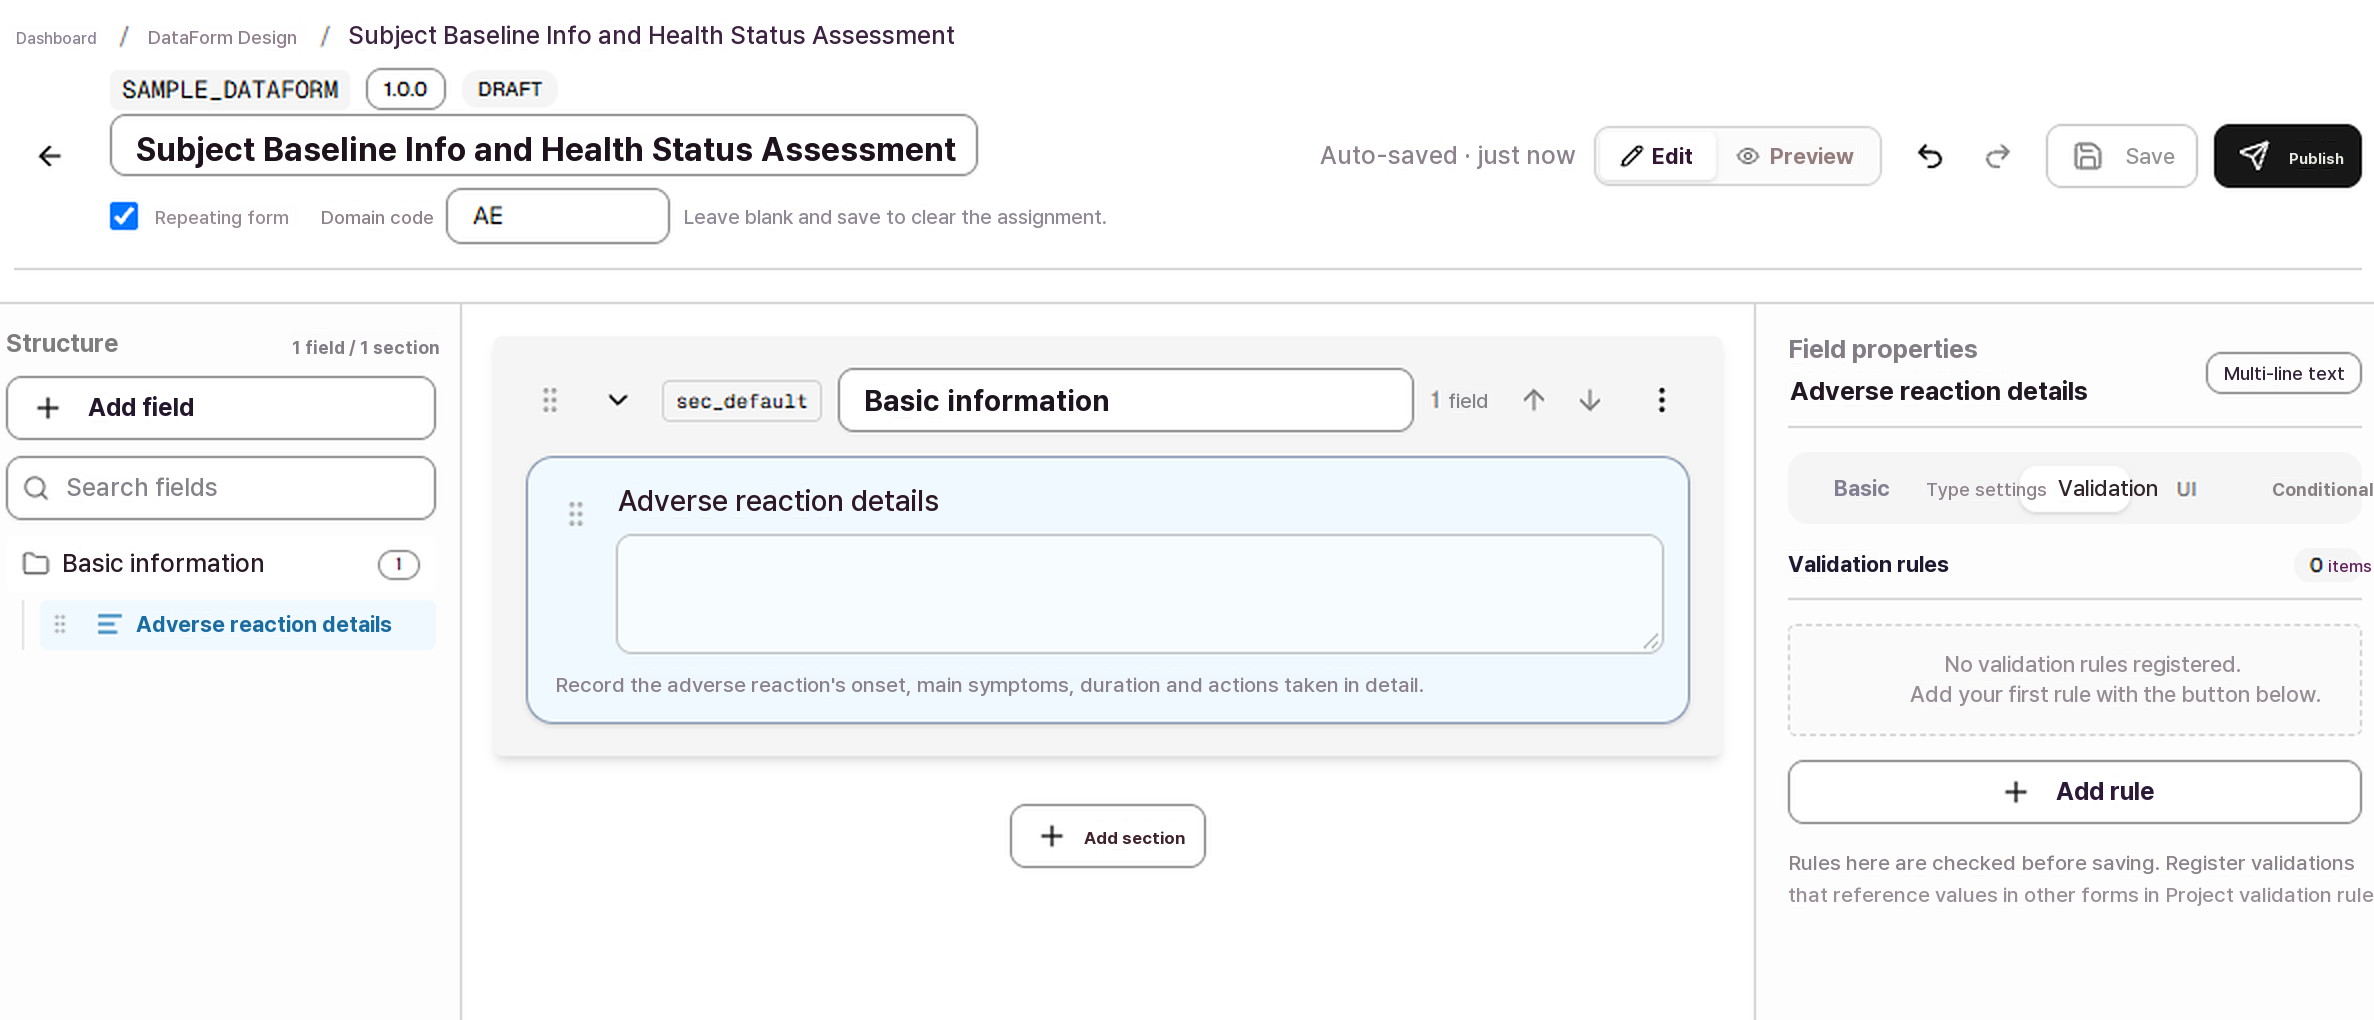 Dashboard / DataForm Design / Subject Baseline Info and Health Status Assessment
SAMPLE_DATAFORM 1.0.0 DRAFT
Subject Baseline Info and Health Status Assessment
Auto-saved · just now Edit Preview Save Publish
Repeating form Domain code AE Leave blank and save to clear the assignment.
Structure 1 field / 1 section
Add field
Search fields
Basic information 1
Adverse reaction details
sec_default Basic information 1 field
Adverse reaction details
Record the adverse reaction's onset, main symptoms, duration and actions taken in detail.
Add section
Field properties
Adverse reaction details Multi-line text
Basic Type settings Validation UI Conditional
Validation rules 0 items
No validation rules registered.
Add your first rule with the button below.
Add rule
Rules here are checked before saving. Register validations
that reference values in other forms in Project validation rule